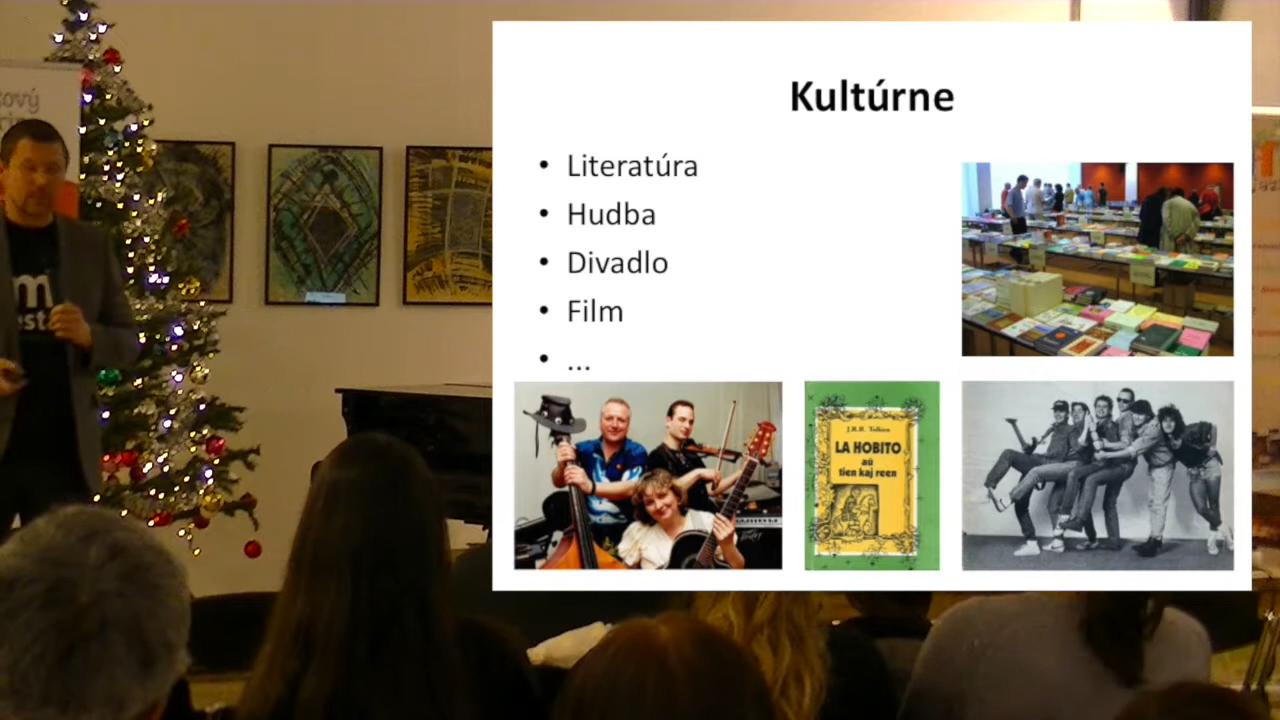 Kultúrne
• Literatúra
• Hudba
• Divadlo
• Film
• ...
J.R.R. Tolkien
LA HOBITO
aŭ
tien kaj reen